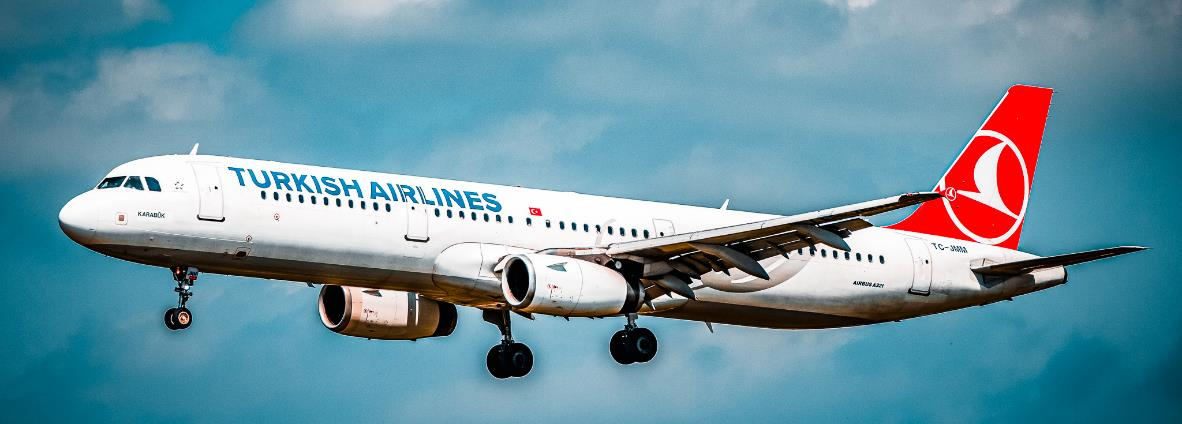 TURKISH AIRLINES
KARABÜK
TC-JMM
AIRBUS A321